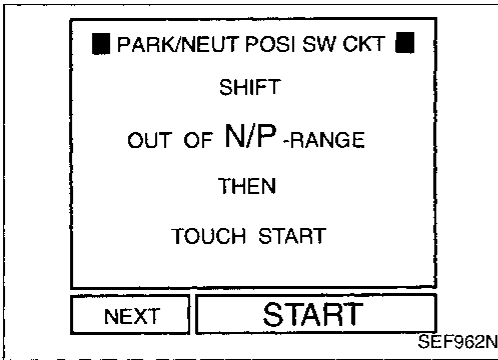 PARK/NEUT POSI SW CKT
SHIFT
OUT OF N/P -RANGE
THEN
TOUCH START
NEXT START
SEF962N